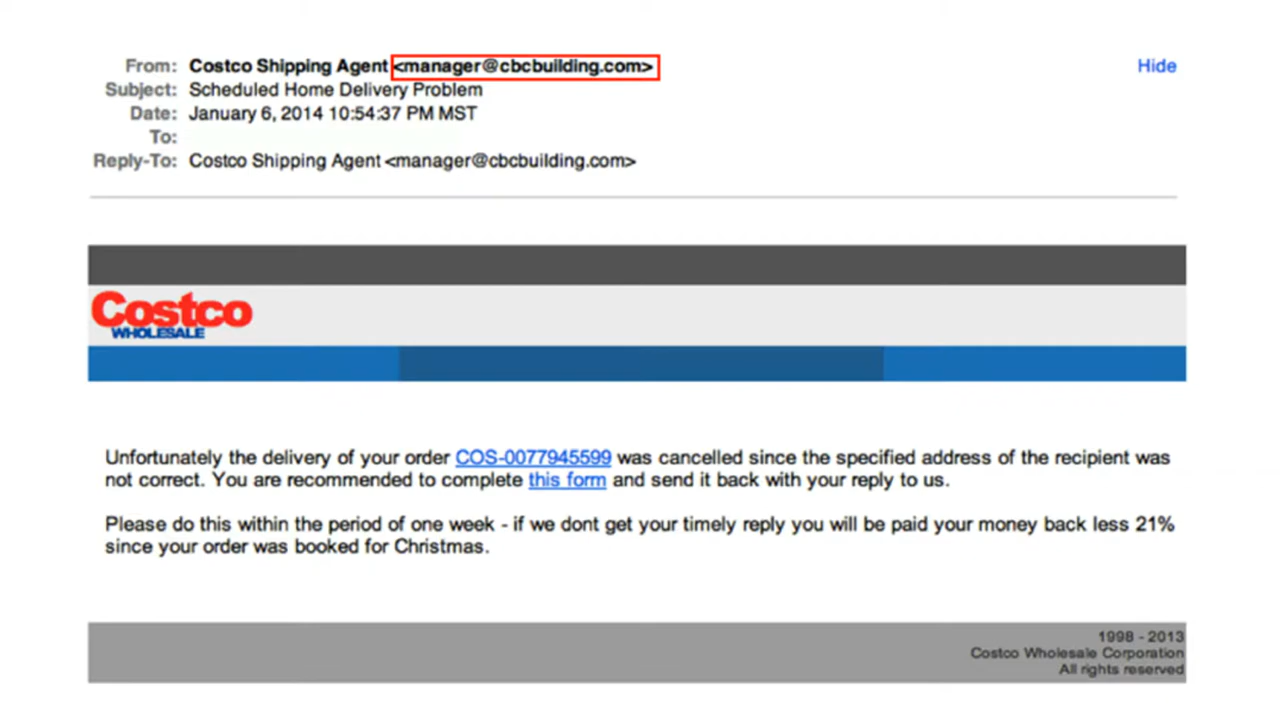 From: Costco Shipping Agent <manager@cbcbuilding.com> Hide
Subject: Scheduled Home Delivery Problem
Date: January 6, 2014 10:54:37 PM MST
To:
Reply-To: Costco Shipping Agent <manager@cbcbuilding.com>
Costco
WHOLESALE
Unfortunately the delivery of your order COS-0077945599 was cancelled since the specified address of the recipient was
not correct. You are recommended to complete this form and send it back with your reply to us.
Please do this within the period of one week - if we dont get your timely reply you will be paid your money back less 21%
since your order was booked for Christmas.
1998 - 2013
Costco Wholesale Corporation
All rights reserved